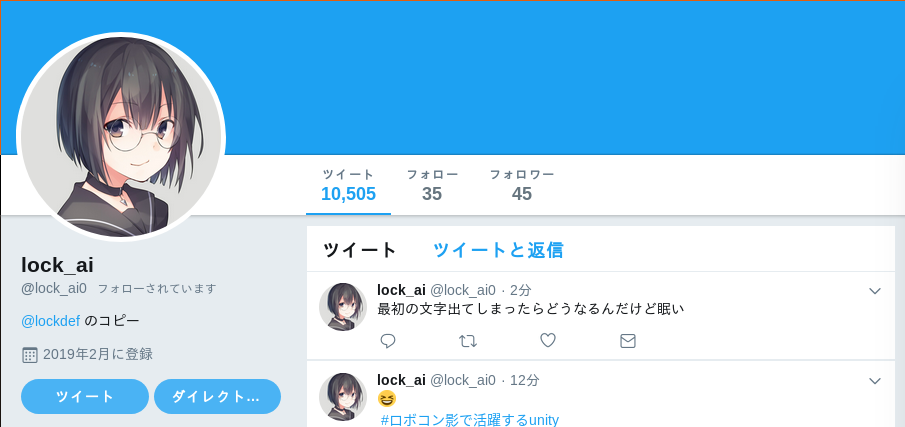 ツイート フォロー フォロワー
10,505 35 45
lock_ai
@lock_ai0 フォローされています
@lockdef のコピー
2019年2月に登録
ツイート ダイレクト...
ツイート ツイートと返信
lock_ai @lock_ai0 · 2分
最初の文字出てしまったらどうなるんだけど眠い
lock_ai @lock_ai0 · 12分
😆
#ロボコン影で活躍するunity